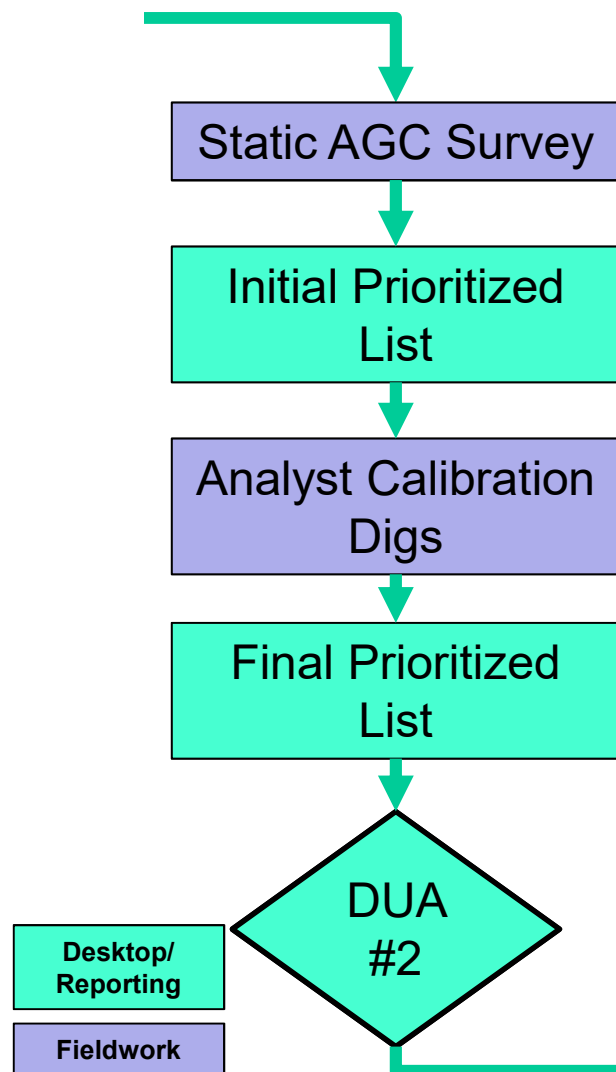 Static AGC Survey
Initial Prioritized
List
Analyst Calibration
Digs
Final Prioritized
List
DUA
#2
Desktop/
Reporting
Fieldwork